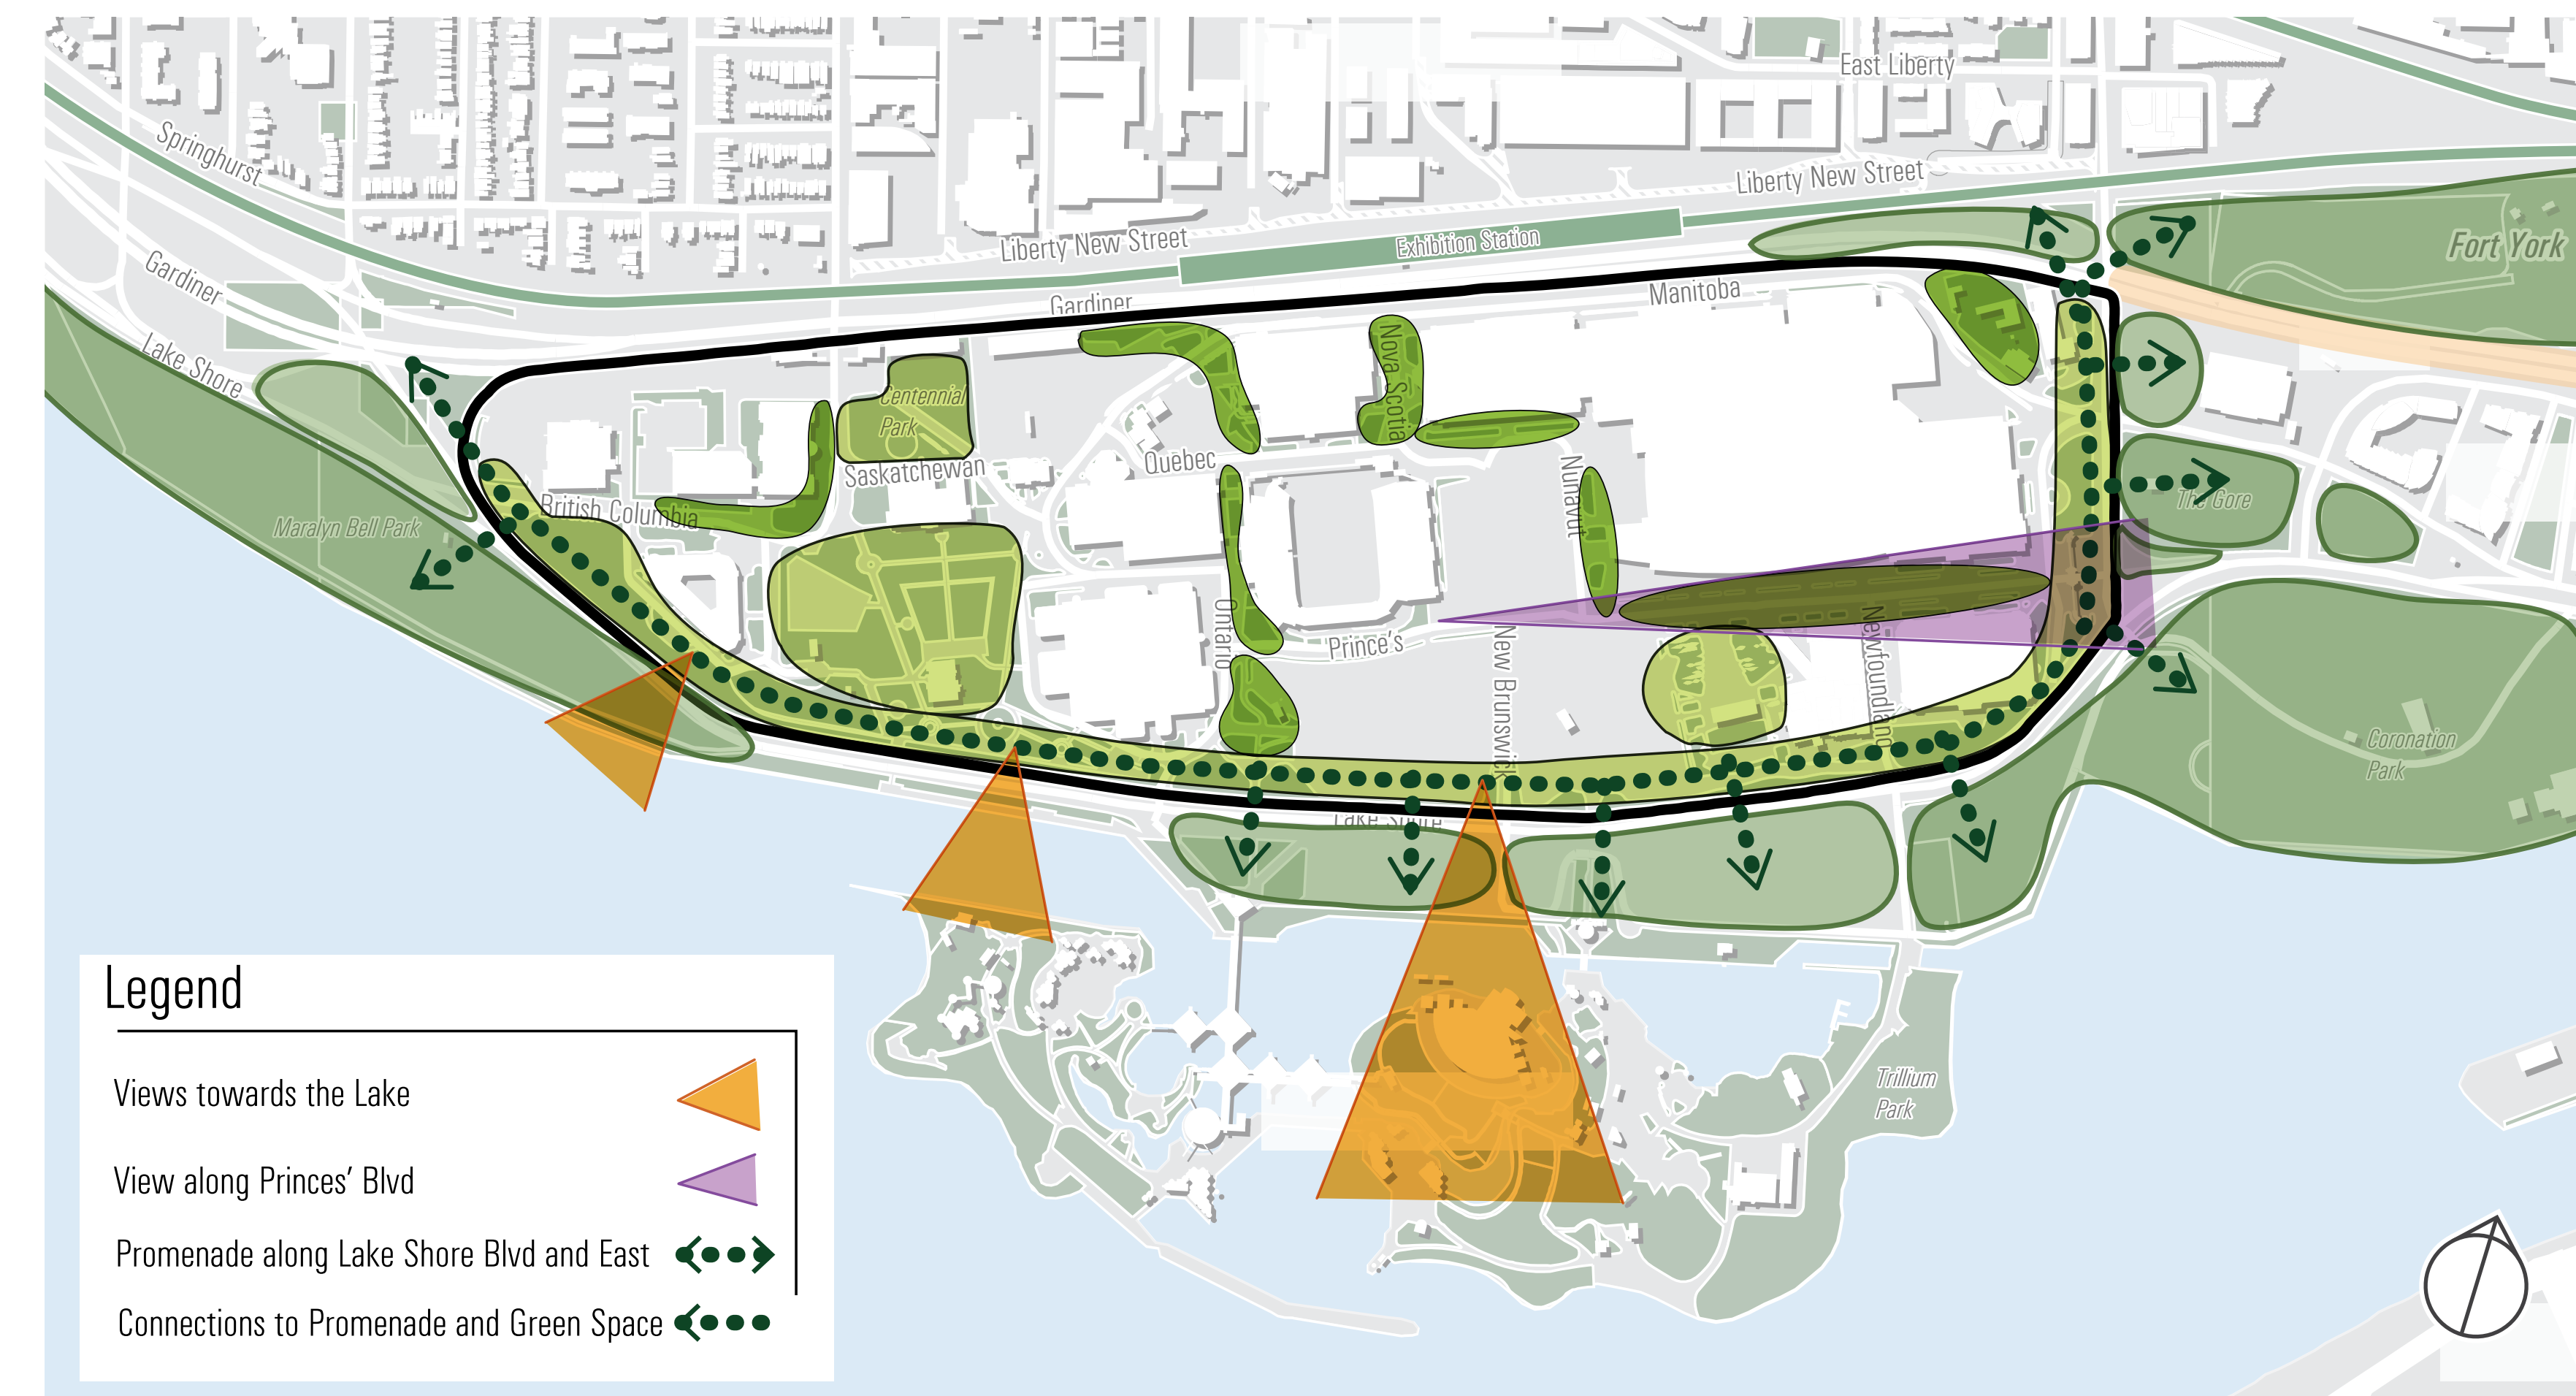 East Liberty
Springhurst
Liberty New Street
Liberty New Street
Exhibition Station
Fort York
Gardiner
Gardiner
Manitoba
Lake Shore
Nova Scotia
Centennial
Park
Saskatchewan
Quebec
Nunavut
British Columbia
Maralyn Bell Park
The Gore
Ontario
Prince's
New Brunswick
Newfoundland
Coronation
Park
Lake Shore
Trillium
Park
Legend
Views towards the Lake
View along Princes’ Blvd
Promenade along Lake Shore Blvd and East
Connections to Promenade and Green Space